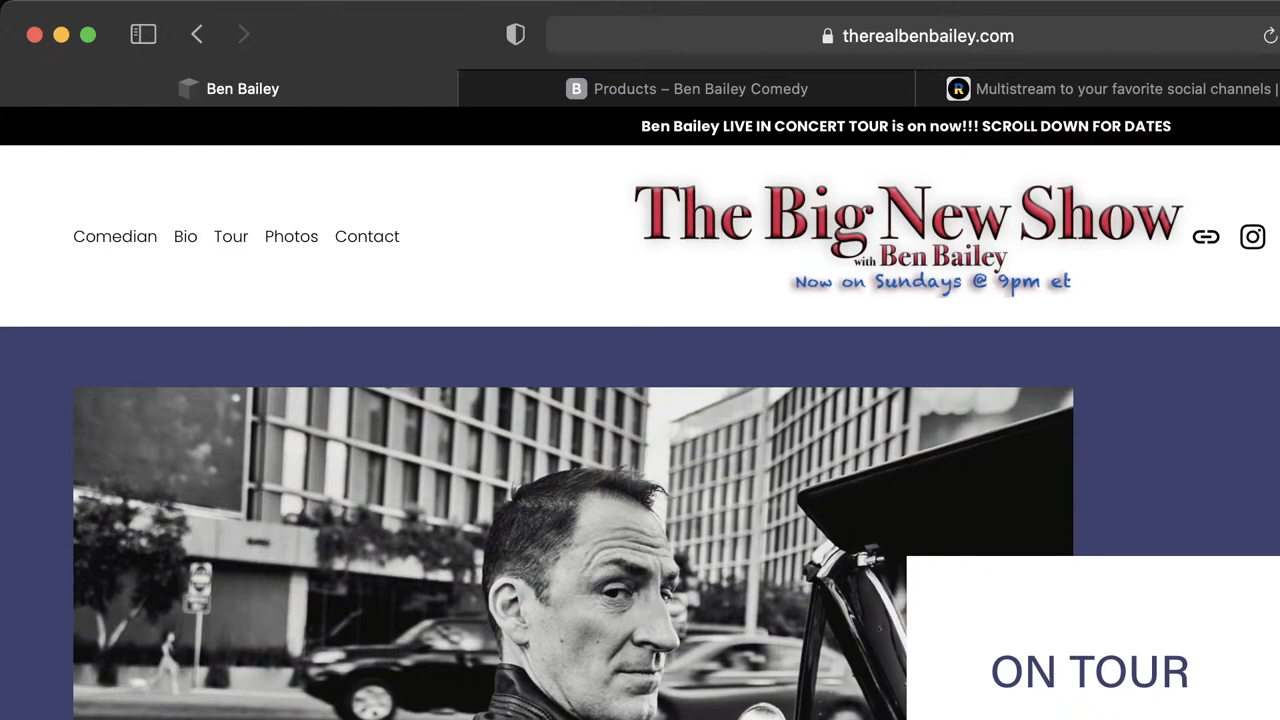 therealbenbailey.com
Ben Bailey
B Products – Ben Bailey Comedy
R Multistream to your favorite social channels |
Ben Bailey LIVE IN CONCERT TOUR is on now!!! SCROLL DOWN FOR DATES
Comedian Bio Tour Photos Contact
The Big New Show
with Ben Bailey
Now on Sundays @ 9pm et
ON TOUR